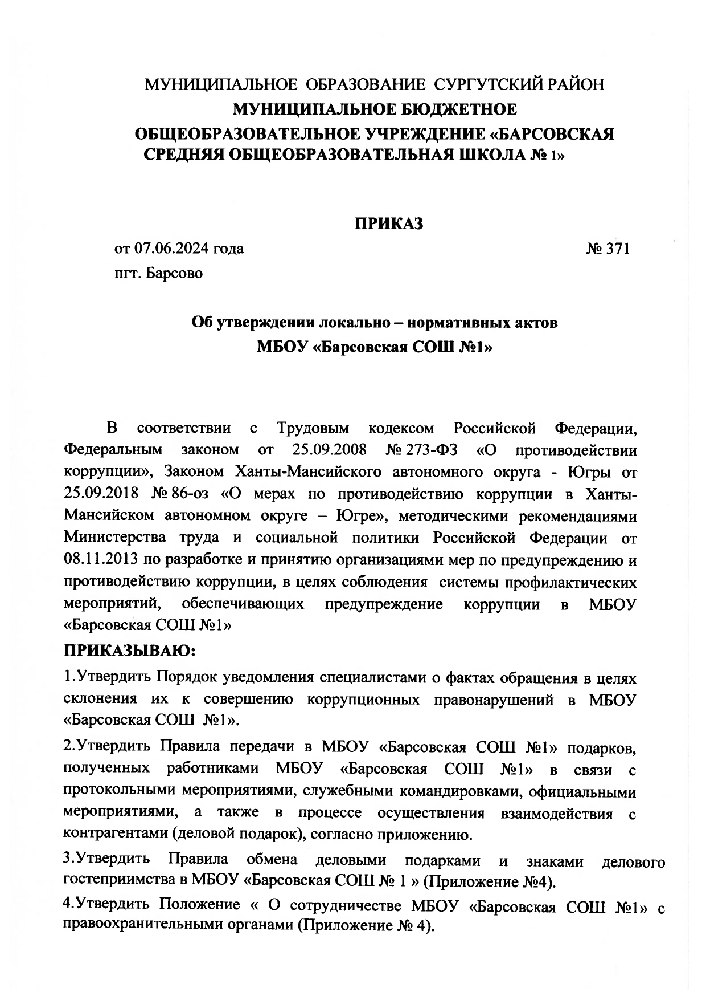 МУНИЦИПАЛЬНОЕ ОБРАЗОВАНИЕ СУРГУТСКИЙ РАЙОН
МУНИЦИПАЛЬНОЕ БЮДЖЕТНОЕ
ОБЩЕОБРАЗОВАТЕЛЬНОЕ УЧРЕЖДЕНИЕ «БАРСОВСКАЯ
СРЕДНЯЯ ОБЩЕОБРАЗОВАТЕЛЬНАЯ ШКОЛА № 1»
ПРИКАЗ
от 07.06.2024 года № 371
пгт. Барсово
Об утверждении локально – нормативных актов
МБОУ «Барсовская СОШ №1»
В соответствии с Трудовым кодексом Российской Федерации,
Федеральным законом от 25.09.2008 № 273-ФЗ «О противодействии
коррупции», Законом Ханты-Мансийского автономного округа - Югры от
25.09.2018 № 86-оз «О мерах по противодействию коррупции в Ханты-
Мансийском автономном округе – Югре», методическими рекомендациями
Министерства труда и социальной политики Российской Федерации от
08.11.2013 по разработке и принятию организациями мер по предупреждению и
противодействию коррупции, в целях соблюдения системы профилактических
мероприятий, обеспечивающих предупреждение коррупции в МБОУ
«Барсовская СОШ №1»
ПРИКАЗЫВАЮ:
1.Утвердить Порядок уведомления специалистами о фактах обращения в целях
склонения их к совершению коррупционных правонарушений в МБОУ
«Барсовская СОШ №1».
2.Утвердить Правила передачи в МБОУ «Барсовская СОШ №1» подарков,
полученных работниками МБОУ «Барсовская СОШ №1» в связи с
протокольными мероприятиями, служебными командировками, официальными
мероприятиями, а также в процессе осуществления взаимодействия с
контрагентами (деловой подарок), согласно приложению.
3.Утвердить Правила обмена деловыми подарками и знаками делового
гостеприимства в МБОУ «Барсовская СОШ № 1 » (Приложение №4).
4.Утвердить Положение « О сотрудничестве МБОУ «Барсовская СОШ №1» с
правоохранительными органами (Приложение № 4).